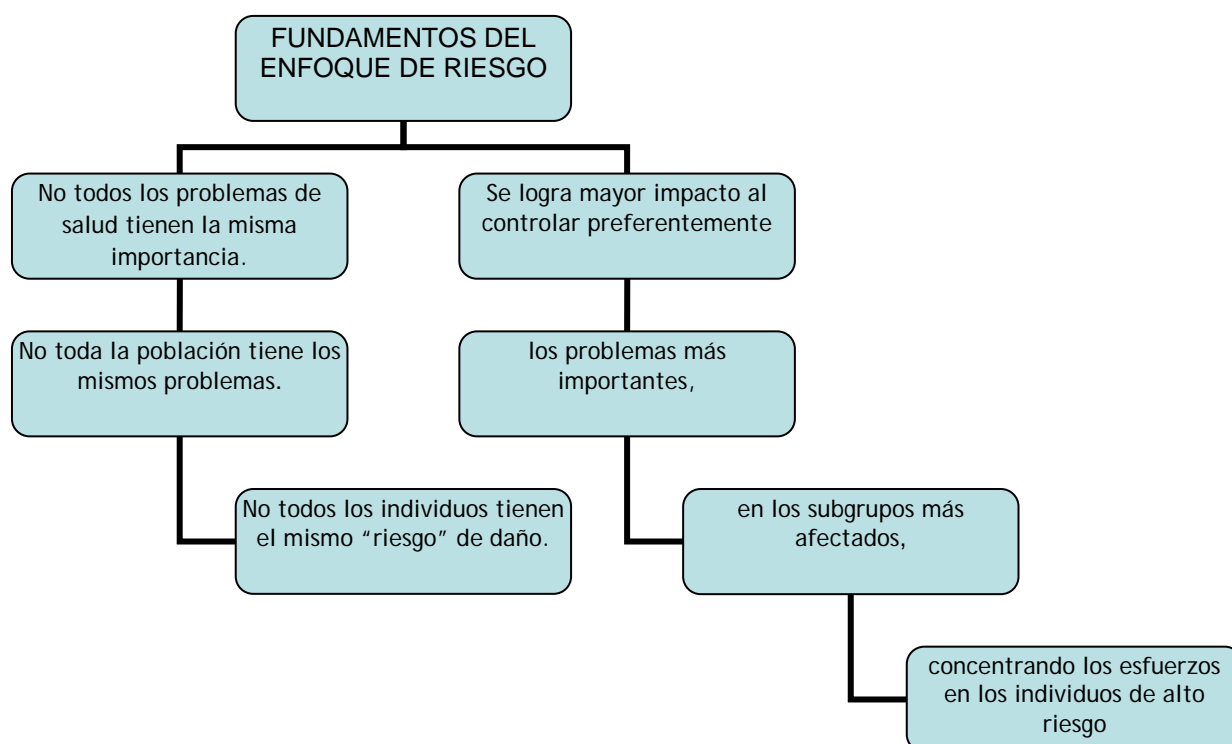 FUNDAMENTOS DEL
ENFOQUE DE RIESGO
No todos los problemas de
salud tienen la misma
importancia.
Se logra mayor impacto al
controlar preferentemente
No toda la población tiene los
mismos problemas.
los problemas más
importantes,
No todos los individuos tienen
el mismo “riesgo” de daño.
en los subgrupos más
afectados,
concentrando los esfuerzos
en los individuos de alto
riesgo